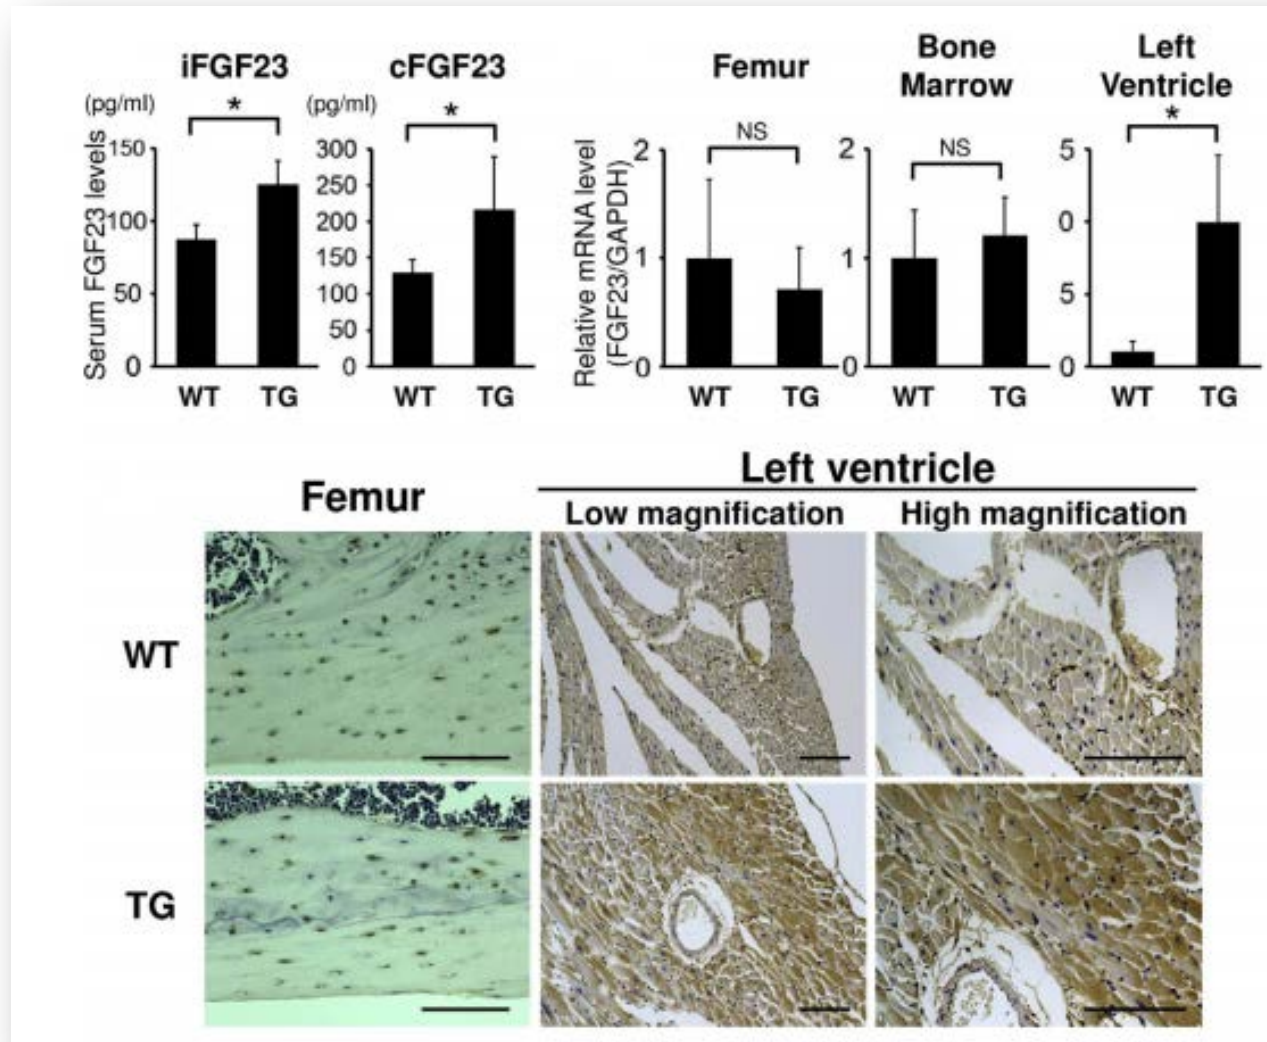 iFGF23
(pg/ml)
*
Serum FGF23 levels
150
100
50
0
WT TG
cFGF23
(pg/ml)
*
300
250
200
150
100
50
0
WT TG
Femur
NS
Relative mRNA level
(FGF23/GAPDH)
2
1
0
WT TG
Bone
Marrow
NS
2
1
0
WT TG
Left
Ventricle
*
5
0
5
0
WT TG
Femur
Left ventricle
Low magnification
High magnification
WT
TG